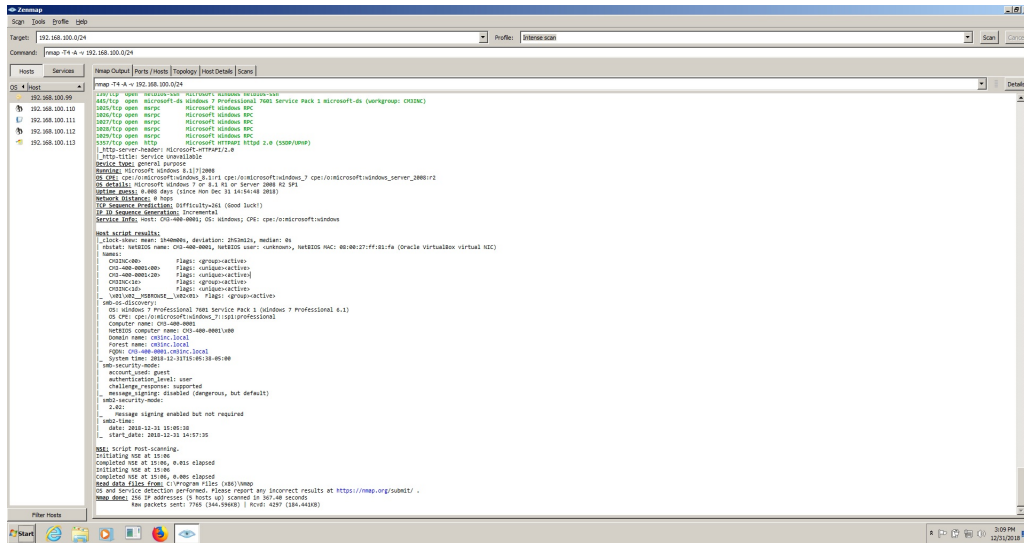 Zenmap
Scan Tools Profile Help
Target: 192.168.100.0/24 Profile: Intense scan Scan Cancel
Command: nmap -T4 -A -v 192.168.100.0/24
Hosts Services
Nmap Output Ports / Hosts Topology Host Details Scans
OS Host
nmap -T4 -A -v 192.168.100.0/24 Details
192.168.100.99
192.168.100.110
192.168.100.111
192.168.100.112
192.168.100.113
139/tcp open netbios-ssn Microsoft Windows netbios-ssn
445/tcp open microsoft-ds Windows 7 Professional 7601 Service Pack 1 microsoft-ds (workgroup: CM3INC)
1025/tcp open msrpc Microsoft Windows RPC
1026/tcp open msrpc Microsoft Windows RPC
1027/tcp open msrpc Microsoft Windows RPC
1028/tcp open msrpc Microsoft Windows RPC
1029/tcp open msrpc Microsoft Windows RPC
5357/tcp open http Microsoft HTTPAPI httpd 2.0 (SSDP/UPnP)
|_http-server-header: Microsoft-HTTPAPI/2.0
|_http-title: Service Unavailable
Device type: general purpose
Running: Microsoft Windows 8.1|7|2008
OS CPE: cpe:/o:microsoft:windows_8.1:r1 cpe:/o:microsoft:windows_7 cpe:/o:microsoft:windows_server_2008:r2
OS details: Microsoft Windows 7 or 8.1 R1 or Server 2008 R2 SP1
Uptime guess: 0.008 days (since Mon Dec 31 14:54:48 2018)
Network Distance: 0 hops
TCP Sequence Prediction: Difficulty=261 (Good luck!)
IP ID Sequence Generation: Incremental
Service Info: Host: CM3-400-0001; OS: Windows; CPE: cpe:/o:microsoft:windows
Host script results:
|_clock-skew: mean: 1h40m00s, deviation: 2h53m12s, median: 0s
| nbstat: NetBIOS name: CM3-400-0001, NetBIOS user: <unknown>, NetBIOS MAC: 08:00:27:ff:81:fa (Oracle VirtualBox virtual NIC)
| Names:
| CM3INC<00> Flags: <group><active>
| CM3-400-0001<00> Flags: <unique><active>
| CM3-400-0001<20> Flags: <unique><active>
| CM3INC<1e> Flags: <group><active>
| CM3INC<1d> Flags: <unique><active>
|_ \x01\x02__MSBROWSE__\x02<01> Flags: <group><active>
| smb-os-discovery:
| OS: Windows 7 Professional 7601 Service Pack 1 (Windows 7 Professional 6.1)
| OS CPE: cpe:/o:microsoft:windows_7::sp1:professional
| Computer name: CM3-400-0001
| NetBIOS computer name: CM3-400-0001\x00
| Domain name: cm3inc.local
| Forest name: cm3inc.local
| FQDN: CM3-400-0001.cm3inc.local
|_ System time: 2018-12-31T15:05:38-05:00
| smb-security-mode:
| account_used: guest
| authentication_level: user
| challenge_response: supported
|_ message_signing: disabled (dangerous, but default)
| smb2-security-mode:
| 2.02:
|_ Message signing enabled but not required
| smb2-time:
| date: 2018-12-31 15:05:38
|_ start_date: 2018-12-31 14:57:35
NSE: Script Post-scanning.
Initiating NSE at 15:06
Completed NSE at 15:06, 0.01s elapsed
Initiating NSE at 15:06
Completed NSE at 15:06, 0.00s elapsed
Read data files from: C:\Program Files (x86)\Nmap
OS and Service detection performed. Please report any incorrect results at https://nmap.org/submit/ .
Nmap done: 256 IP addresses (5 hosts up) scanned in 367.40 seconds
Raw packets sent: 7765 (344.596KB) | Rcvd: 4297 (184.441KB)
Filter Hosts
Start
3:09 PM
12/31/2018